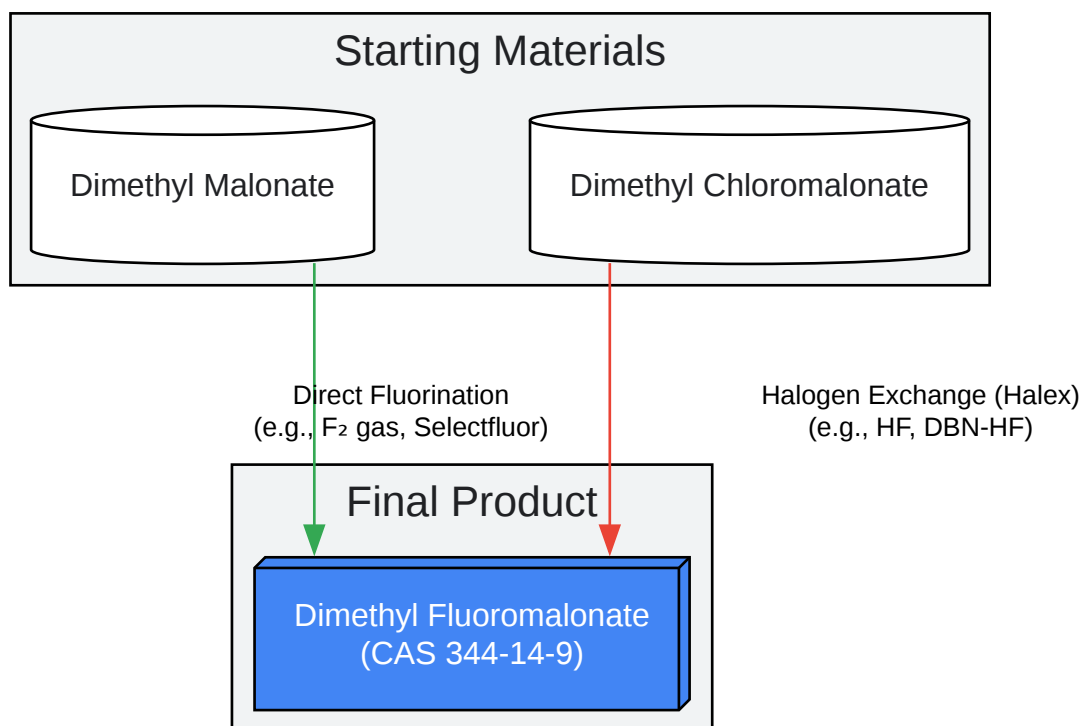 Starting Materials
Dimethyl Malonate
Dimethyl Chloromalonate
Direct Fluorination
(e.g., F₂ gas, Selectfluor)
Halogen Exchange (Halex)
(e.g., HF, DBN-HF)
Final Product
Dimethyl Fluoromalonate
(CAS 344-14-9)